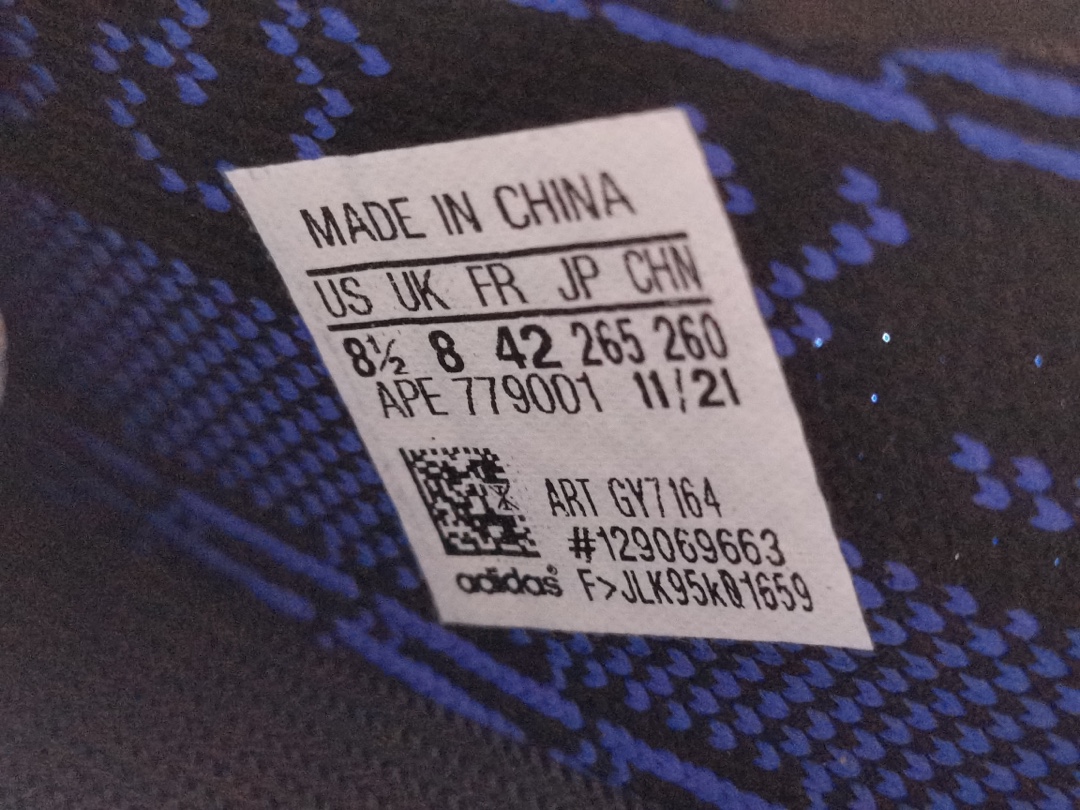 MADE IN CHINA
US UK FR JP CHN
8½ 8 42 265 260
APE 779001 11/21
ART GY7164
#129069663
adidas® F>JLK95kQ1659